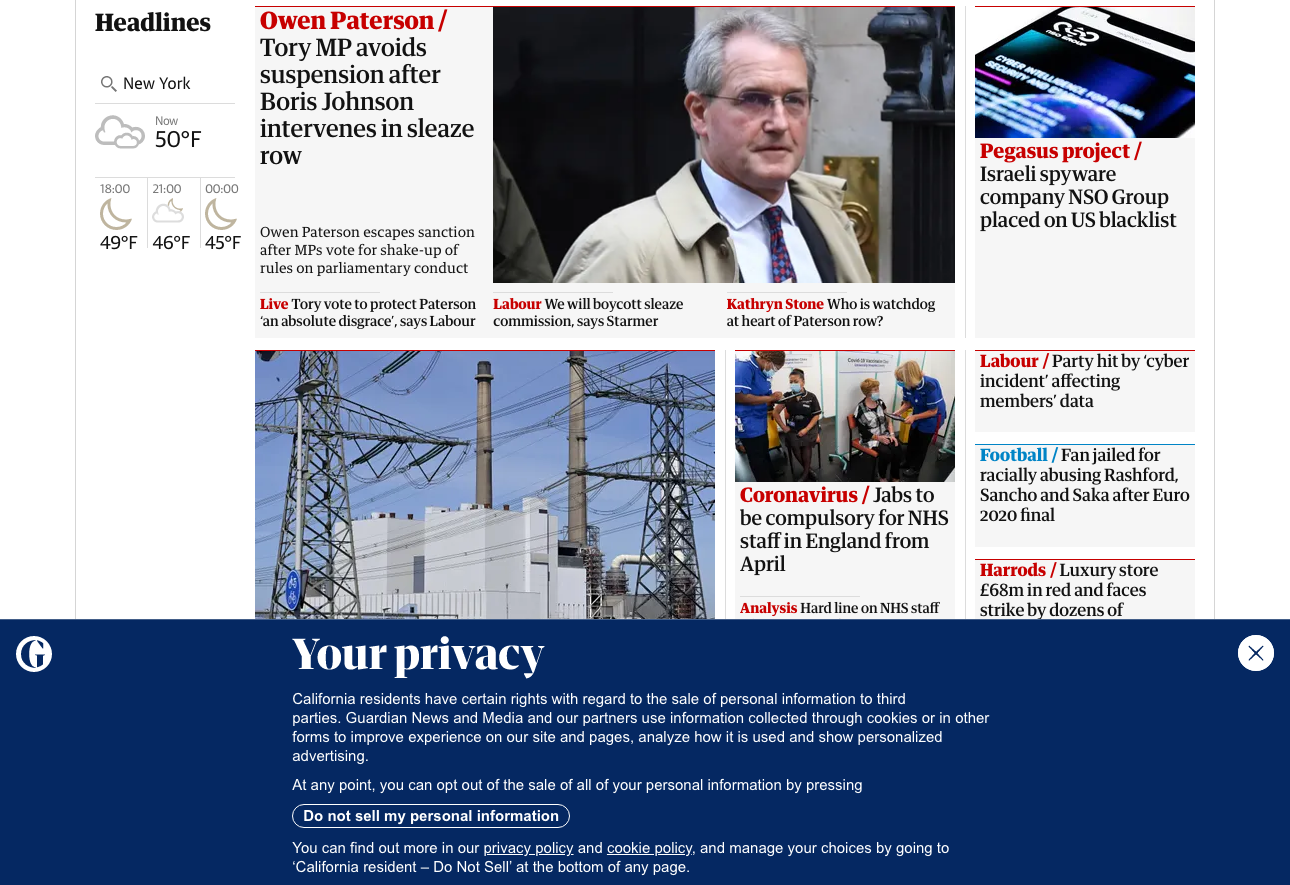 Headlines
New York
Now
50°F
18:00
21:00
00:00
49°F
46°F
45°F
Owen Paterson /
Tory MP avoids
suspension after
Boris Johnson
intervenes in sleaze
row
Owen Paterson escapes sanction
after MPs vote for shake-up of
rules on parliamentary conduct
Live Tory vote to protect Paterson
‘an absolute disgrace’, says Labour
Labour We will boycott sleaze
commission, says Starmer
Kathryn Stone Who is watchdog
at heart of Paterson row?
NSO GROUP
CYBER INTELLIGENCE FOR GLOBAL
SECURITY AND
Pegasus project /
Israeli spyware
company NSO Group
placed on US blacklist
Coronavirus / Jabs to
be compulsory for NHS
staff in England from
April
Analysis Hard line on NHS staff
Labour / Party hit by ‘cyber
incident’ affecting
members’ data
Football / Fan jailed for
racially abusing Rashford,
Sancho and Saka after Euro
2020 final
Harrods / Luxury store
£68m in red and faces
strike by dozens of
G
Your privacy
California residents have certain rights with regard to the sale of personal information to third
parties. Guardian News and Media and our partners use information collected through cookies or in other
forms to improve experience on our site and pages, analyze how it is used and show personalized
advertising.
At any point, you can opt out of the sale of all of your personal information by pressing
Do not sell my personal information
You can find out more in our privacy policy and cookie policy, and manage your choices by going to
‘California resident – Do Not Sell’ at the bottom of any page.